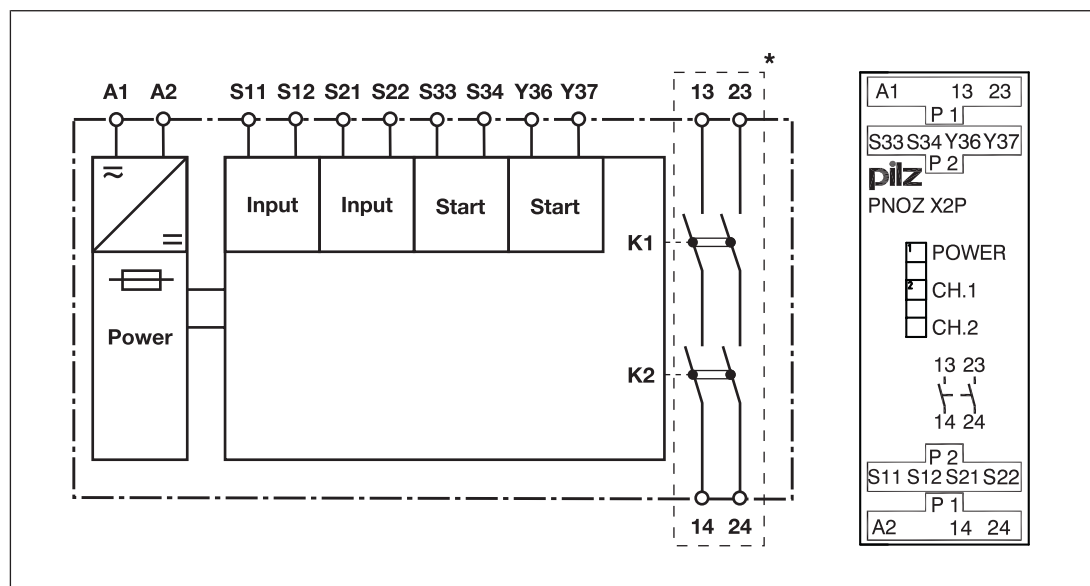 *
A1 A2 S11 S12 S21 S22 S33 S34 Y36 Y37 13 23
Input Input Start Start
K1
Power
K2
14 24
A1 13 23
P 1
S33 S34 Y36 Y37
P 2
pilz
PNOZ X2P
1 POWER
2 CH.1
CH.2
13 23
14 24
P 2
S11 S12 S21 S22
P 1
A2 14 24